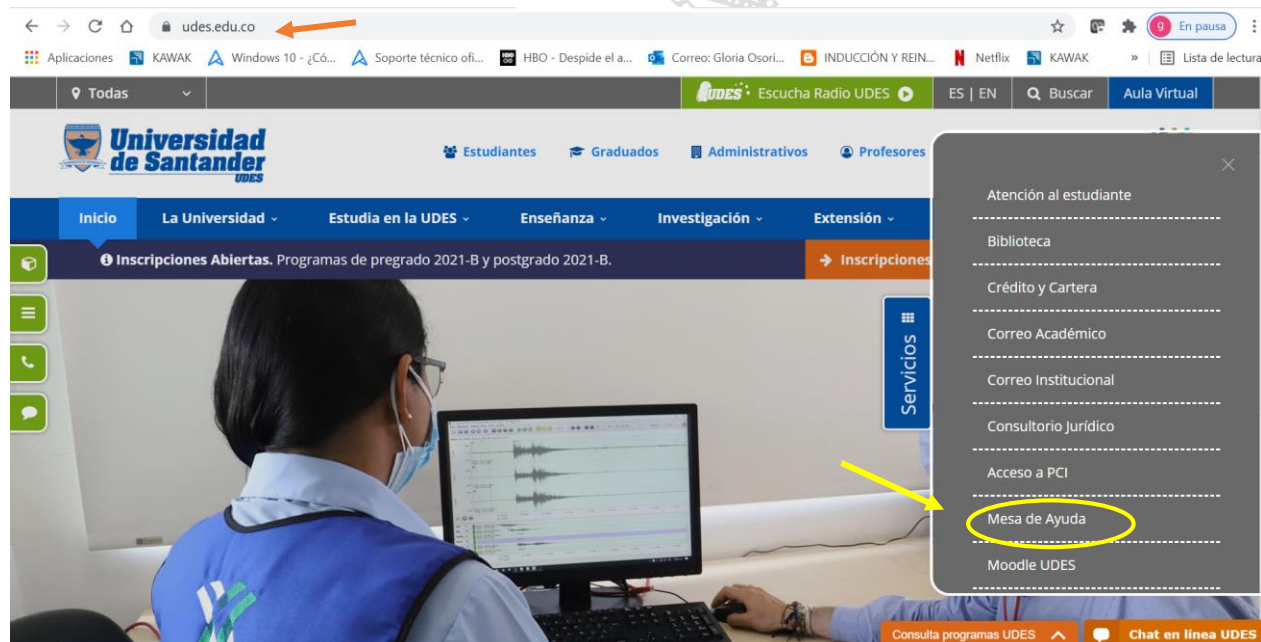 udes.edu.co
g En pausa
Aplicaciones KAWAK Windows 10 - ¿Có... Soporte técnico ofi... HBO - Despide el a... Correo: Gloria Osori... INDUCCIÓN Y REIN... Netflix KAWAK » Lista de lectura
Todas UDES Escucha Radio UDES ES | EN Buscar Aula Virtual
Universidad
de Santander
UDES
Estudiantes Graduados Administrativos Profesores
Inicio La Universidad Estudia en la UDES Enseñanza Investigación Extensión
Inscripciones Abiertas. Programas de pregrado 2021-B y postgrado 2021-B. Inscripciones
Servicios
Atención al estudiante
Biblioteca
Crédito y Cartera
Correo Académico
Correo Institucional
Consultorio Jurídico
Acceso a PCI
Mesa de Ayuda
Moodle UDES
Consulta programas UDES Chat en línea UDES